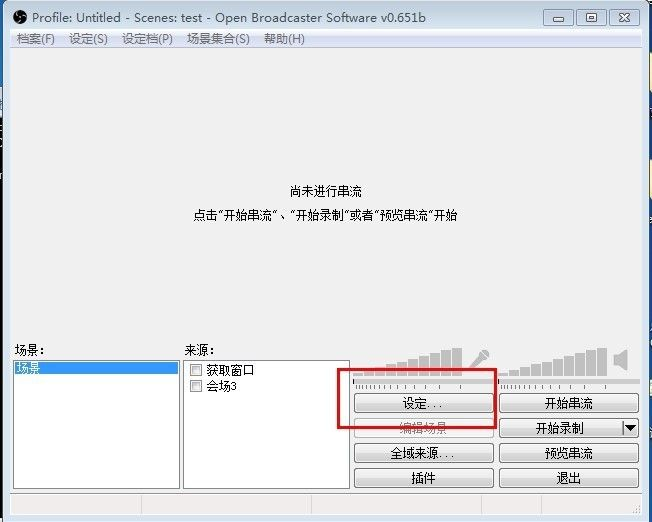 Profile: Untitled - Scenes: test - Open Broadcaster Software v0.651b
档案(F) 设定(S) 设定档(P) 场景集合(S) 帮助(H)
尚未进行串流
点击"开始串流"、"开始录制"或者"预览串流"开始
场景: 来源:
场景
获取窗口
会场3
设定... 开始串流
编辑场景 开始录制
全域来源... 预览串流
插件 退出